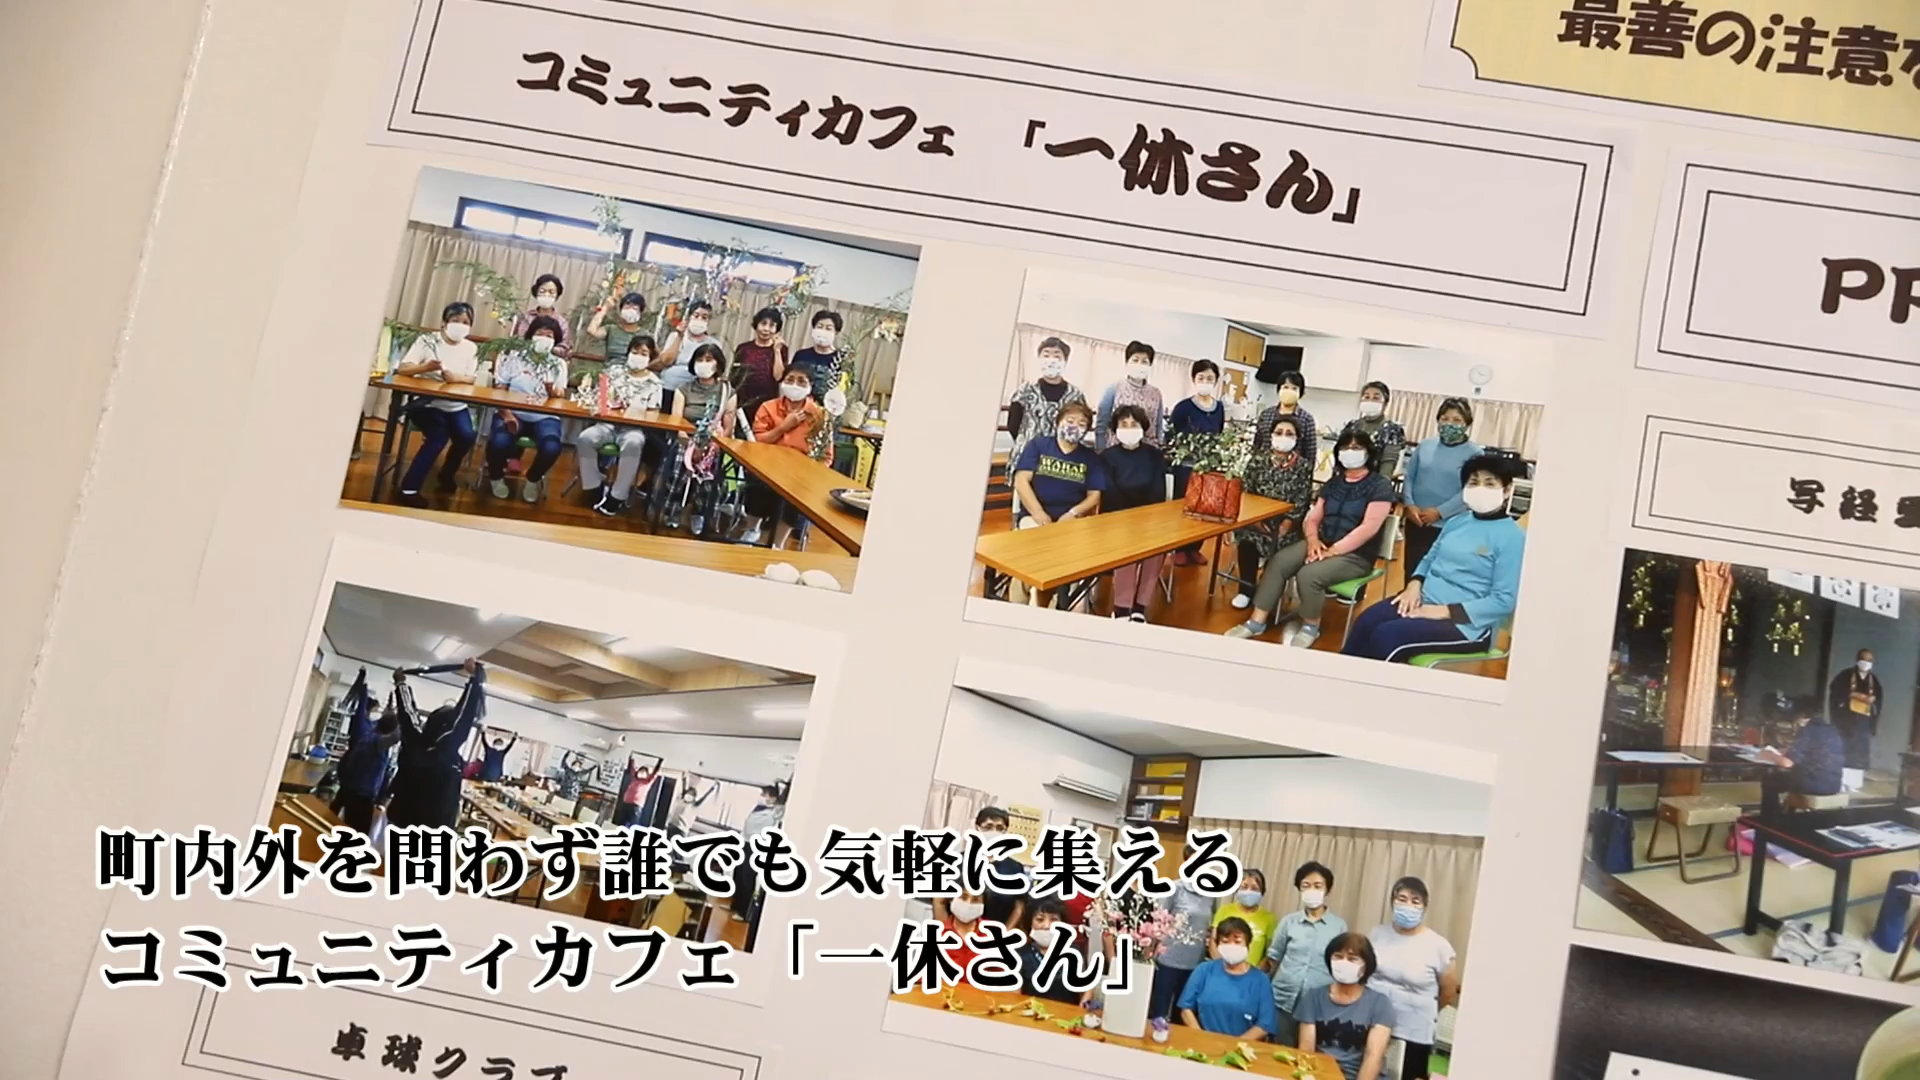 最善の注意
コミュニティカフェ 「一休さん」
PR
写経
町内外を問わず誰でも気軽に集える
コミュニティカフェ「一休さん」
卓球クラブ